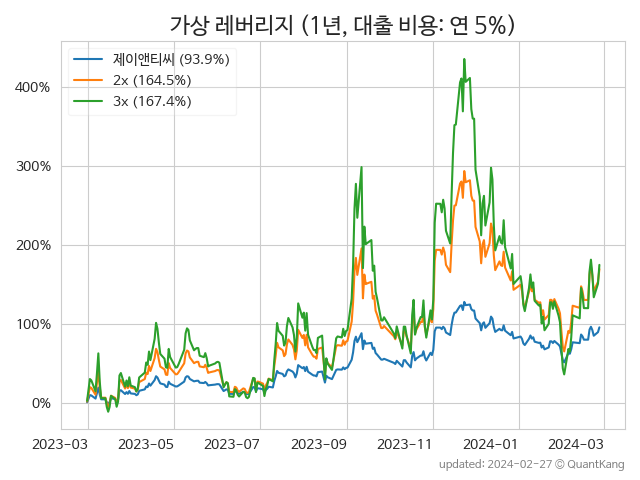 가상 레버리지 (1년, 대출 비용: 연 5%)
제이앤티씨 (93.9%)
2x (164.5%)
3x (167.4%)
400%
300%
200%
100%
0%
2023-03 2023-05 2023-07 2023-09 2023-11 2024-01 2024-03
updated: 2024-02-27 © QuantKang